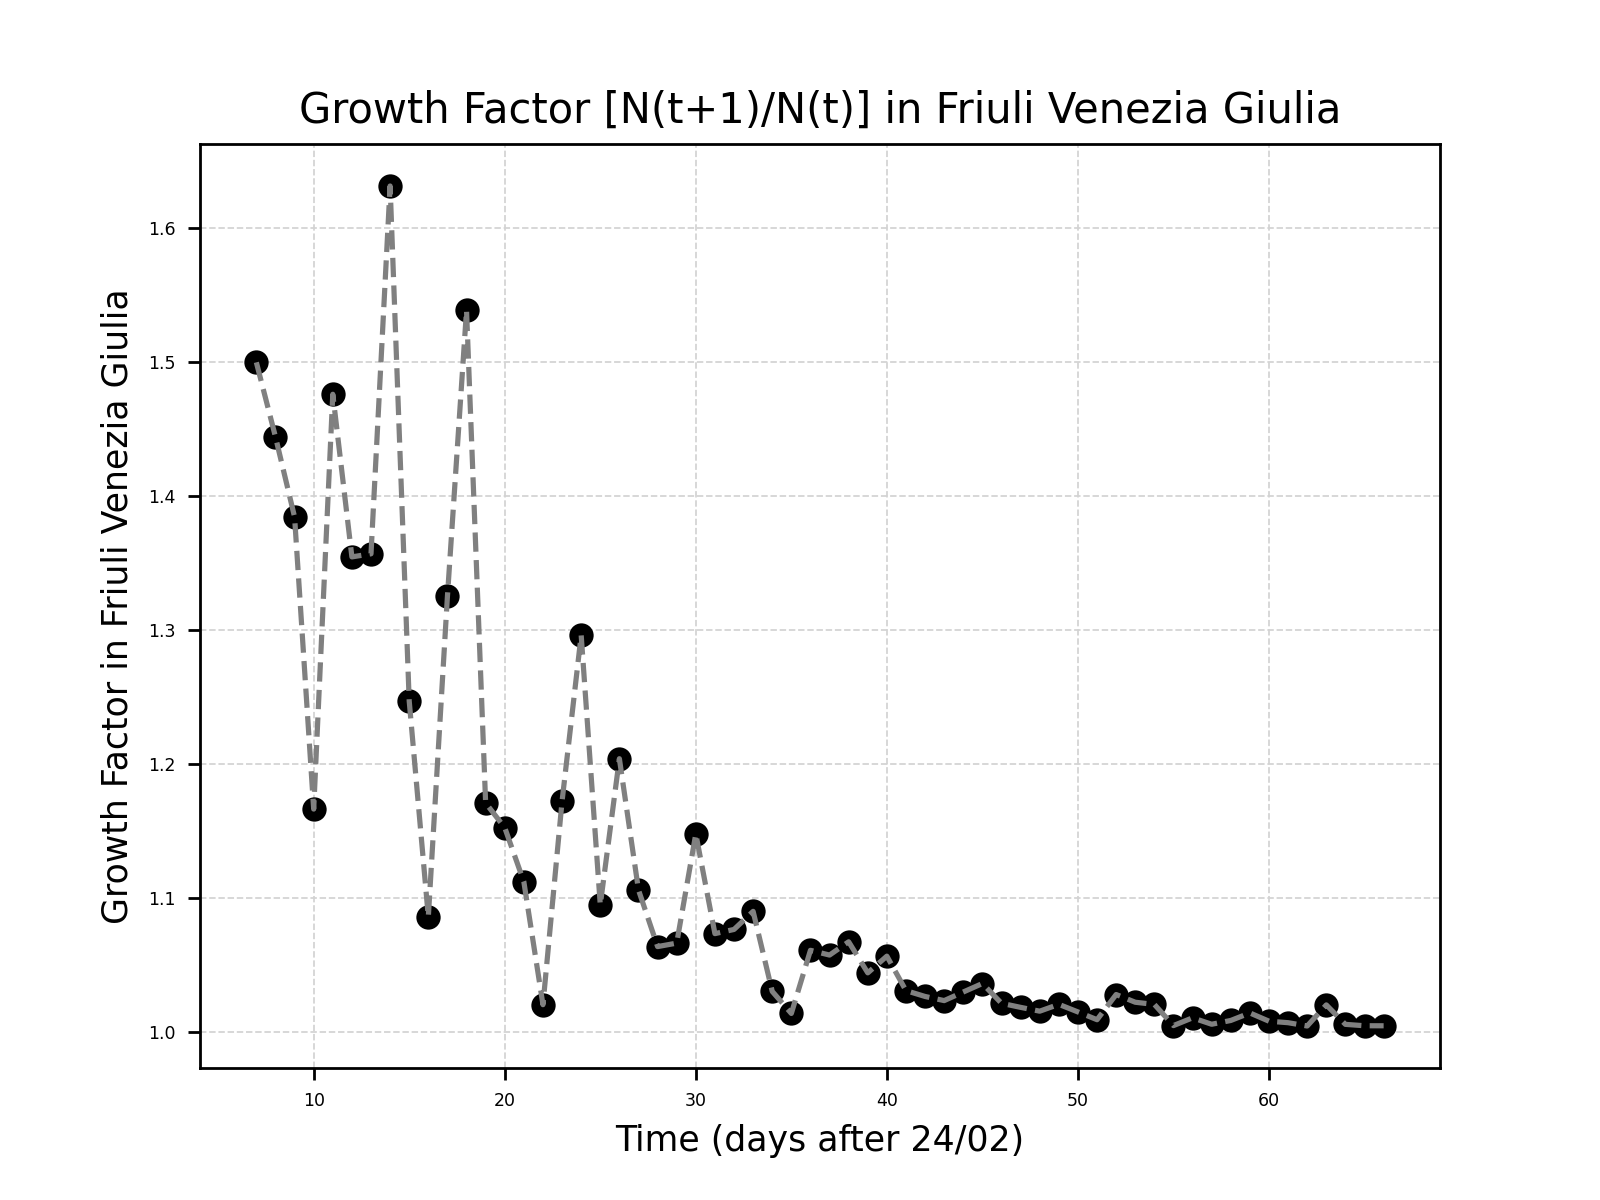 Growth Factor [N(t+1)/N(t)] in Friuli Venezia Giulia
Growth Factor in Friuli Venezia Giulia
1.6
1.5
1.4
1.3
1.2
1.1
1.0
10 20 30 40 50 60
Time (days after 24/02)